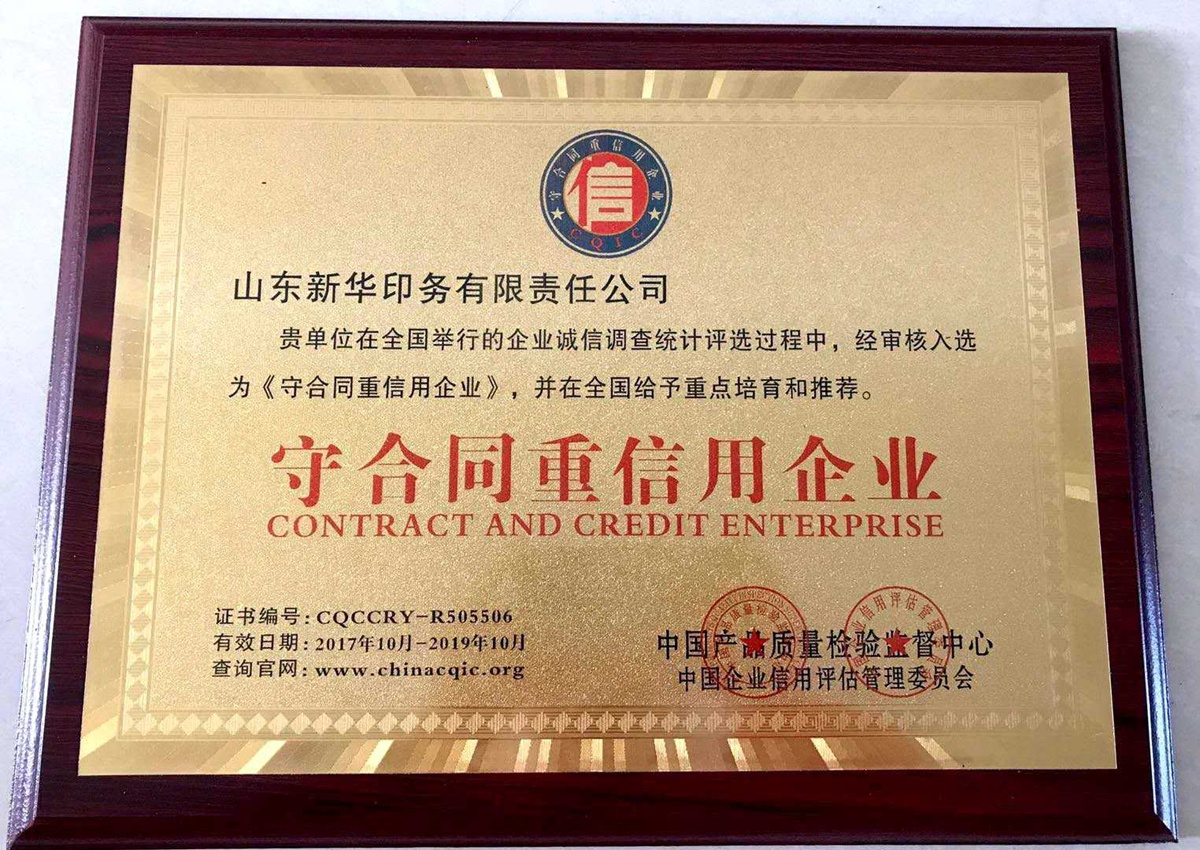 守合同重信用企业
信
CQTC
山东新华印务有限责任公司
贵单位在全国举行的企业诚信调查统计评选过程中，经审核入选
为《守合同重信用企业》，并在全国给予重点培育和推荐。
守合同重信用企业
CONTRACT AND CREDIT ENTERPRISE
证书编号：CQCCRY-R505506
有效日期：2017年10月-2019年10月
查询官网：www.chinacqic.org
中国产品质量检验监督中心
中国企业信用评估管理委员会